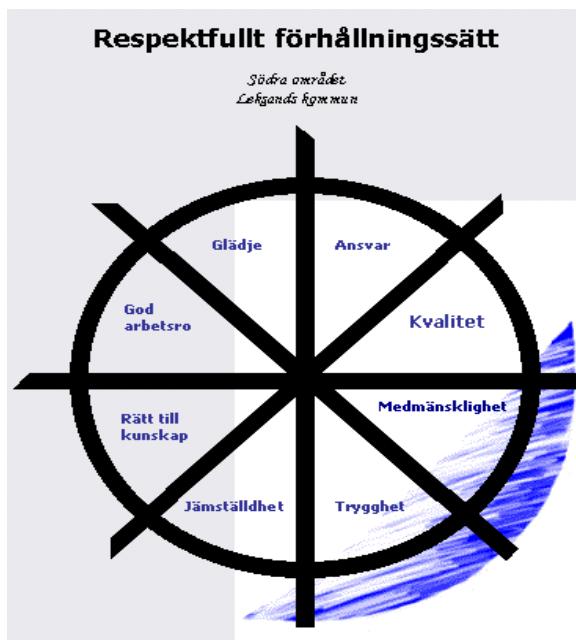 Respektfullt förhållningssätt
Södra området
Leksands kommun
Glädje
Ansvar
God
arbetsro
Kvalitet
Rätt till
kunskap
Medmänsklighet
Jämställdhet
Trygghet